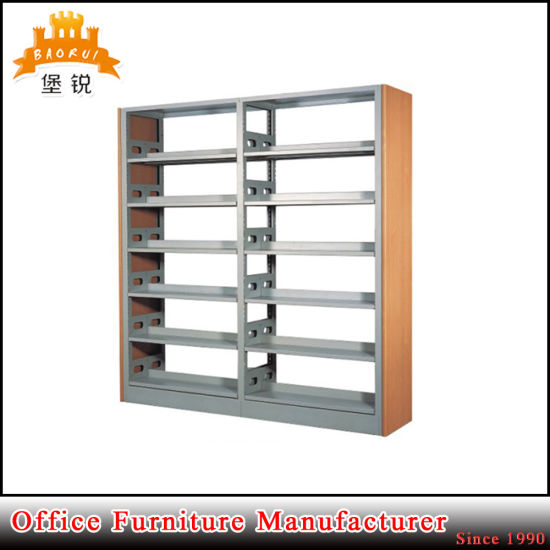 BAORUI
堡锐
Office Furniture Manufacturer
Since 1990